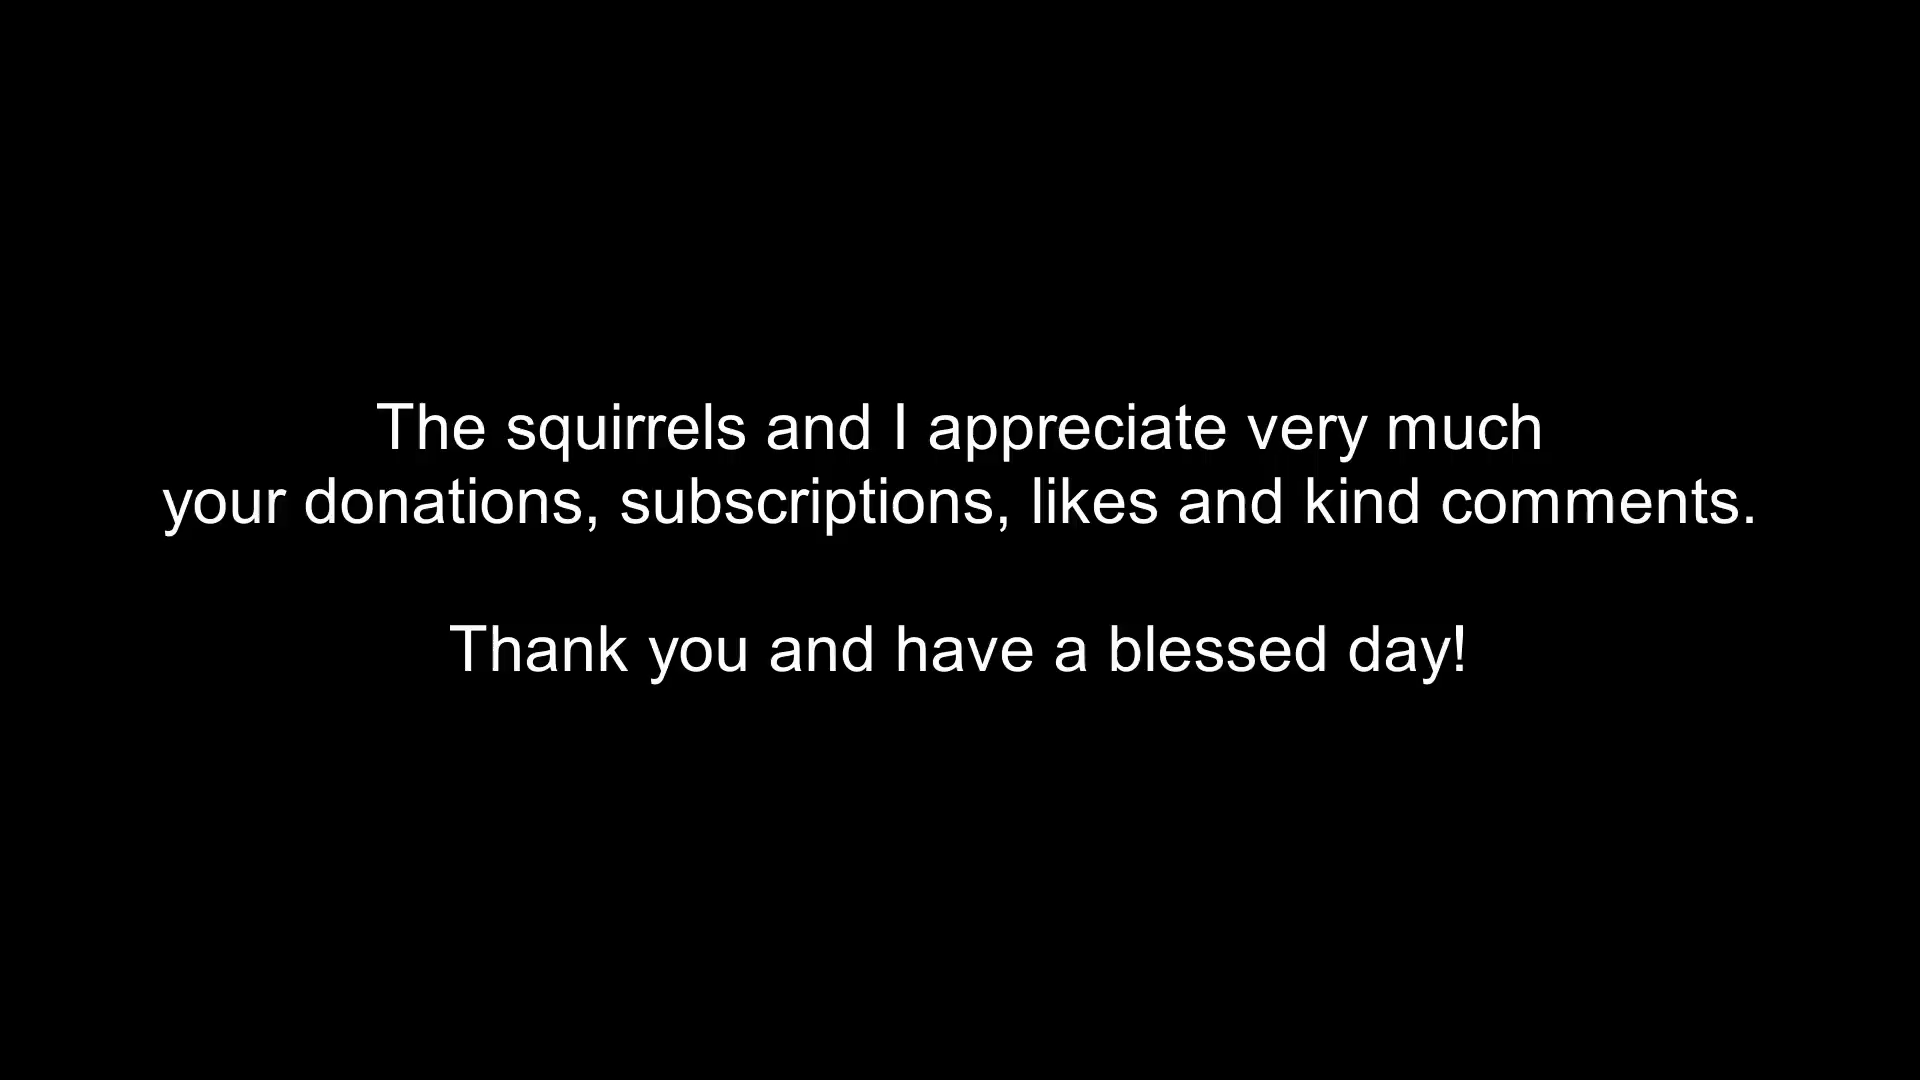 The squirrels and I appreciate very much
your donations, subscriptions, likes and kind comments.
Thank you and have a blessed day!